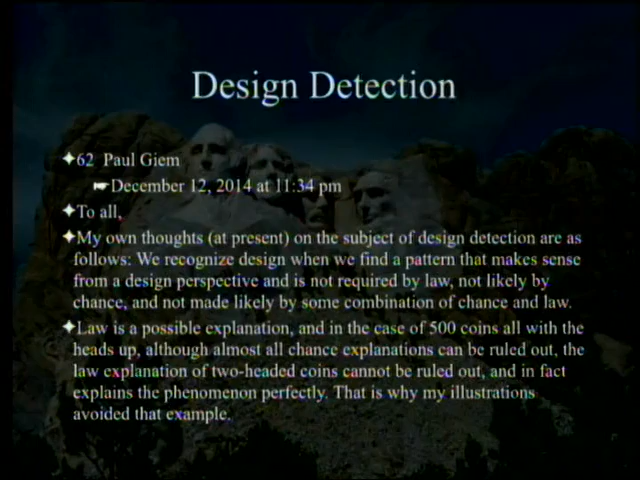 Design Detection
62 Paul Giem
December 12, 2014 at 11:34 pm
To all,
My own thoughts (at present) on the subject of design detection are as
follows: We recognize design when we find a pattern that makes sense
from a design perspective and is not required by law, not likely by
chance, and not made likely by some combination of chance and law.
Law is a possible explanation, and in the case of 500 coins all with the
heads up, although almost all chance explanations can be ruled out, the
law explanation of two-headed coins cannot be ruled out, and in fact
explains the phenomenon perfectly. That is why my illustrations
avoided that example.